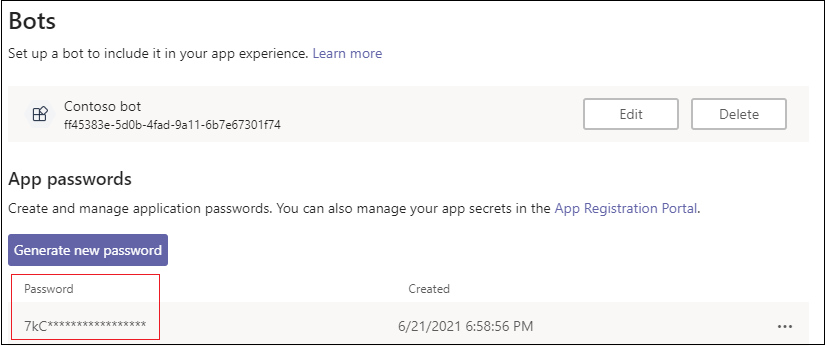 Bots
Set up a bot to include it in your app experience. Learn more
Contoso bot
ff45383e-5d0b-4fad-9a11-6b7e67301f74
Edit
Delete
App passwords
Create and manage application passwords. You can also manage your app secrets in the App Registration Portal.
Generate new password
Password Created
7kC***************** 6/21/2021 6:58:56 PM ...